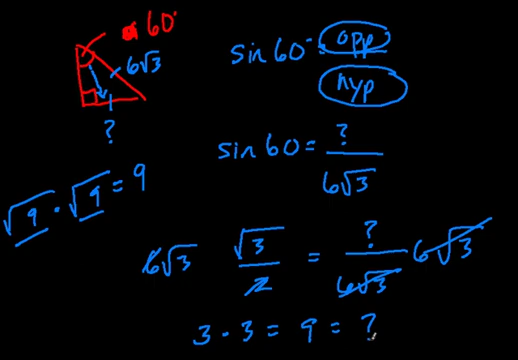 60°
6√3
?
sin 60° = opp
hyp
sin 60 = ?
6√3
√9 · √9 = 9
6√3 √3/2 = ?/6√3 6√3
3 · 3 = 9 = ?